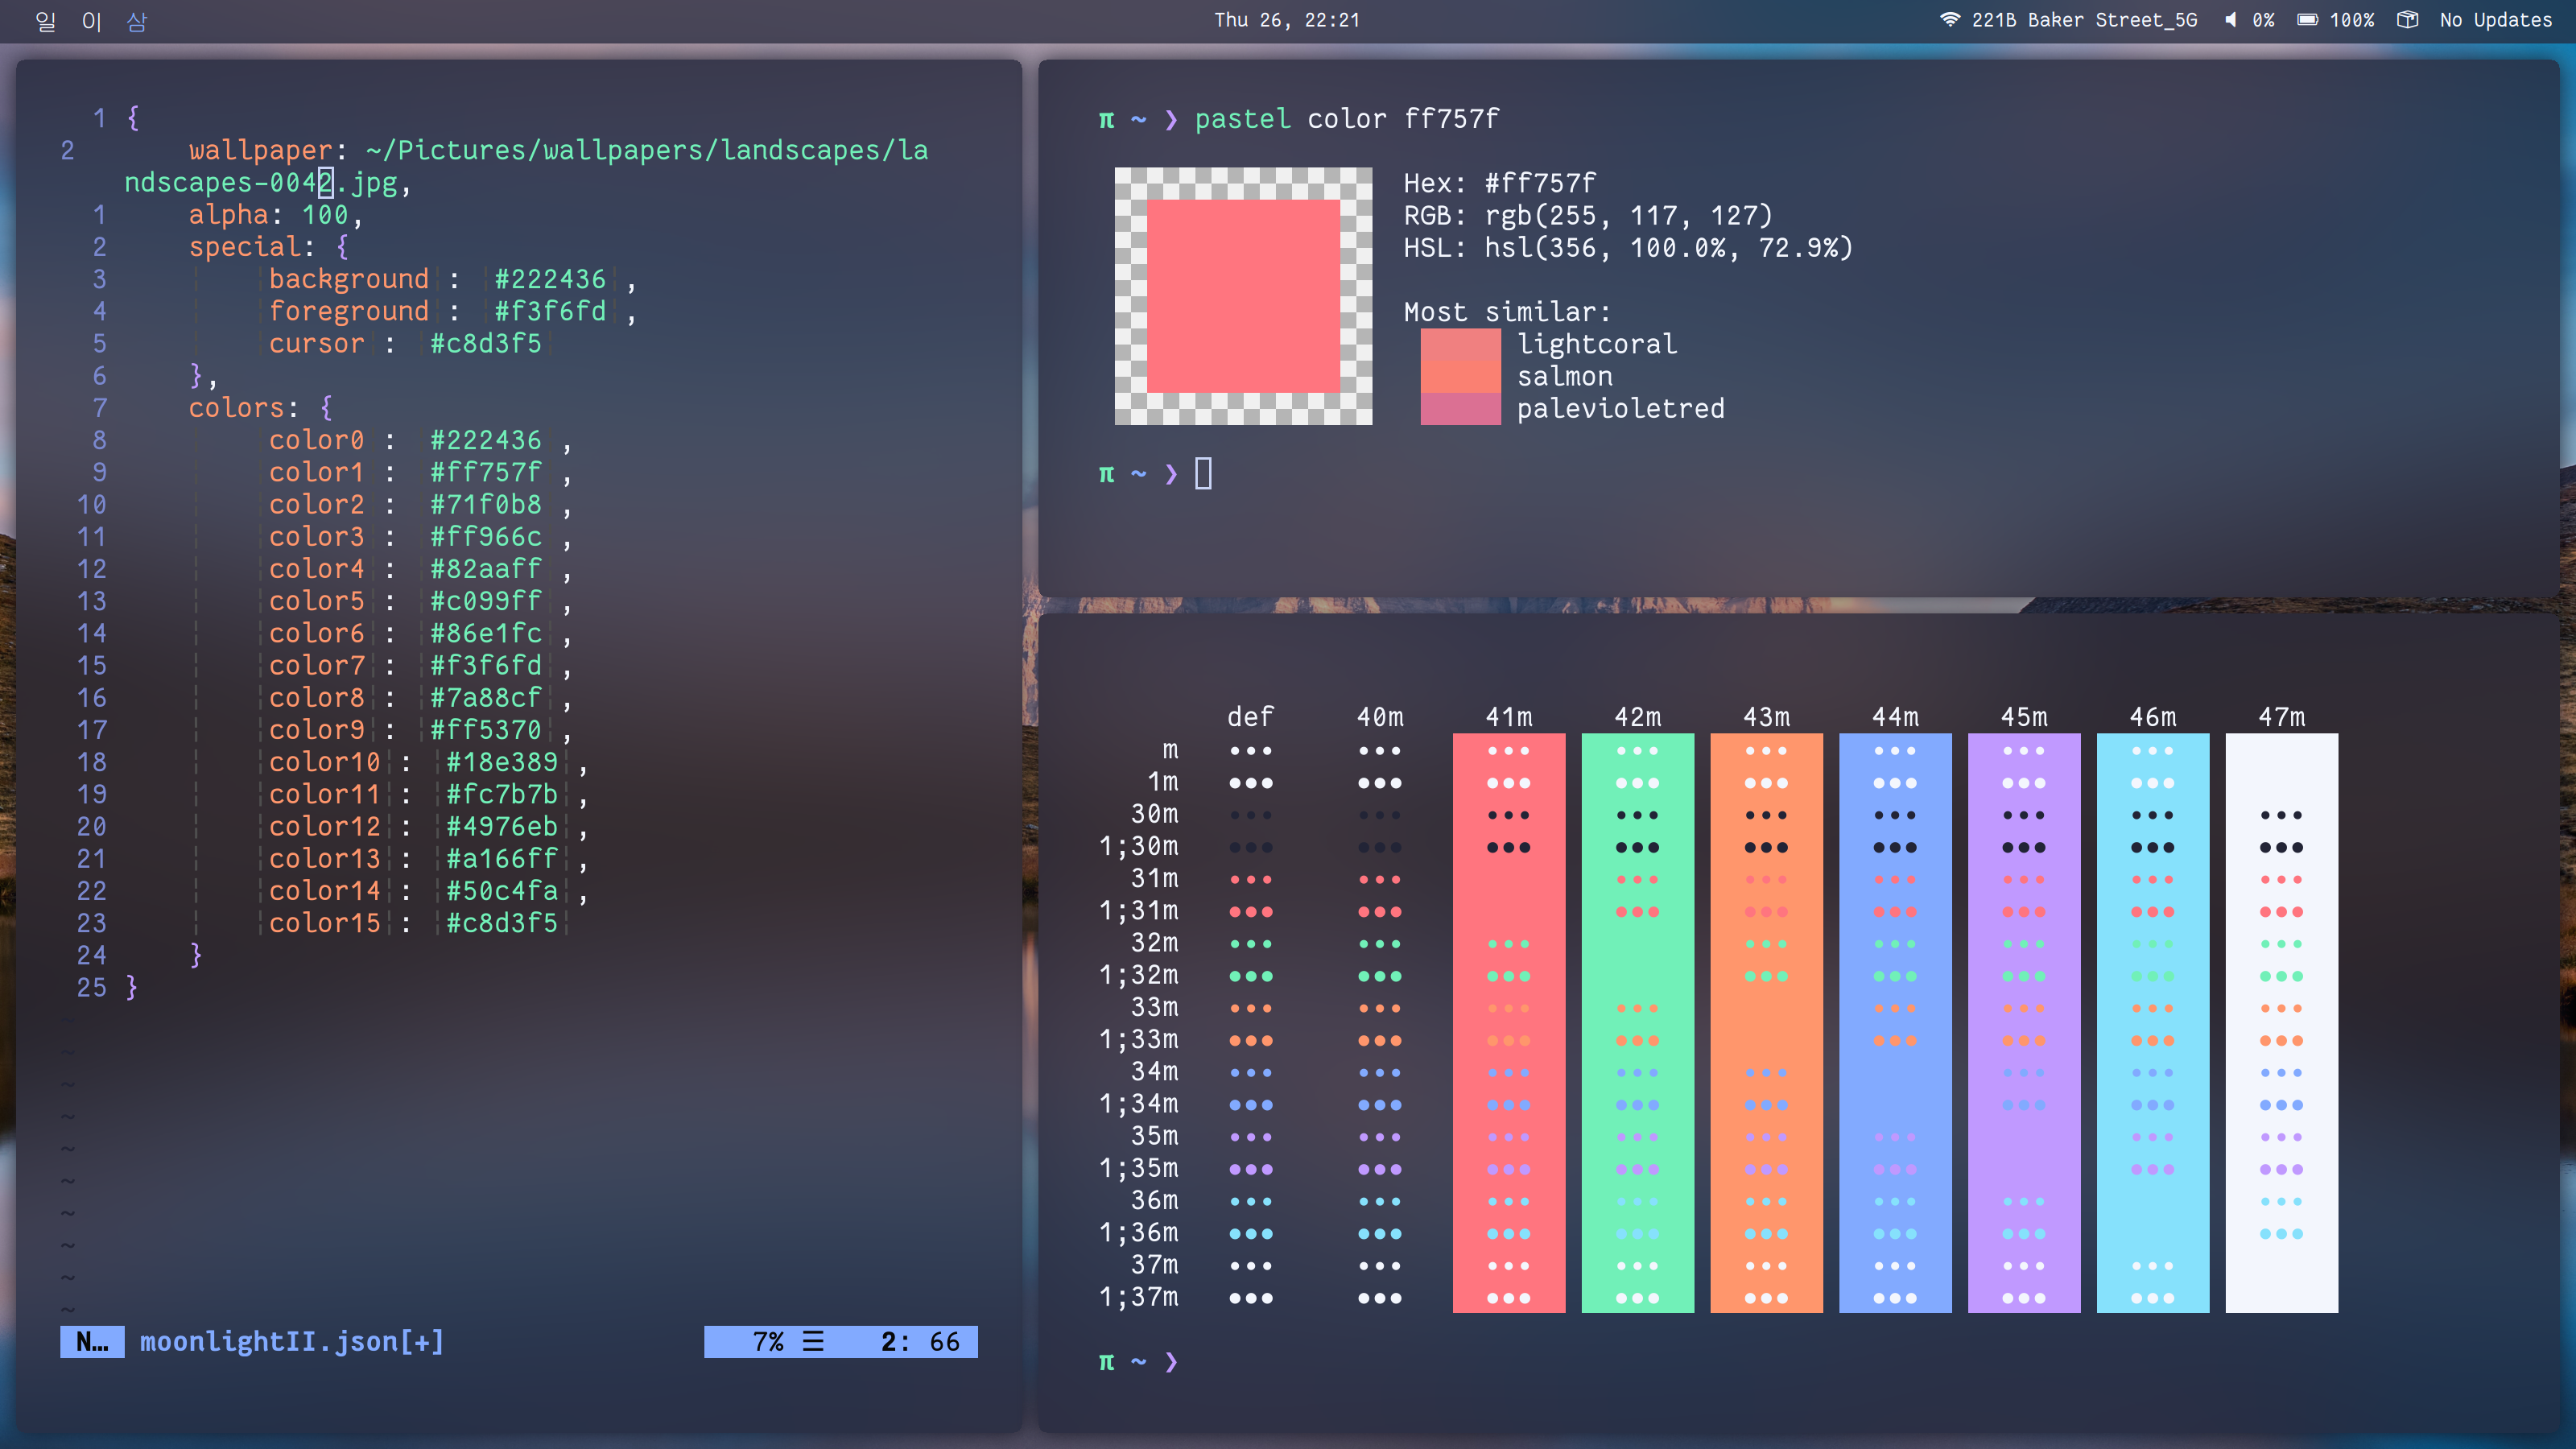 일 이 삼
Thu 26, 22:21
221B Baker Street_5G 0% 100% No Updates
1 {
2 wallpaper: ~/Pictures/wallpapers/landscapes/la
ndscapes-0042.jpg,
1 alpha: 100,
2 special: {
3 background : #222436 ,
4 foreground : #f3f6fd ,
5 cursor : #c8d3f5
6 },
7 colors: {
8 color0 : #222436 ,
9 color1 : #ff757f ,
10 color2 : #71f0b8 ,
11 color3 : #ff966c ,
12 color4 : #82aaff ,
13 color5 : #c099ff ,
14 color6 : #86e1fc ,
15 color7 : #f3f6fd ,
16 color8 : #7a88cf ,
17 color9 : #ff5370 ,
18 color10 : #18e389 ,
19 color11 : #fc7b7b ,
20 color12 : #4976eb ,
21 color13 : #a166ff ,
22 color14 : #50c4fa ,
23 color15 : #c8d3f5
24 }
25 }
~
~
~
~
~
~
~
~
~
~
N… moonlightII.json[+] 7% ☰ 2: 66
π ~ ❯ pastel color ff757f
Hex: #ff757f
RGB: rgb(255, 117, 127)
HSL: hsl(356, 100.0%, 72.9%)
Most similar:
lightcoral
salmon
palevioletred
π ~ ❯
def 40m 41m 42m 43m 44m 45m 46m 47m
m
1m
30m
1;30m
31m
1;31m
32m
1;32m
33m
1;33m
34m
1;34m
35m
1;35m
36m
1;36m
37m
1;37m
π ~ ❯